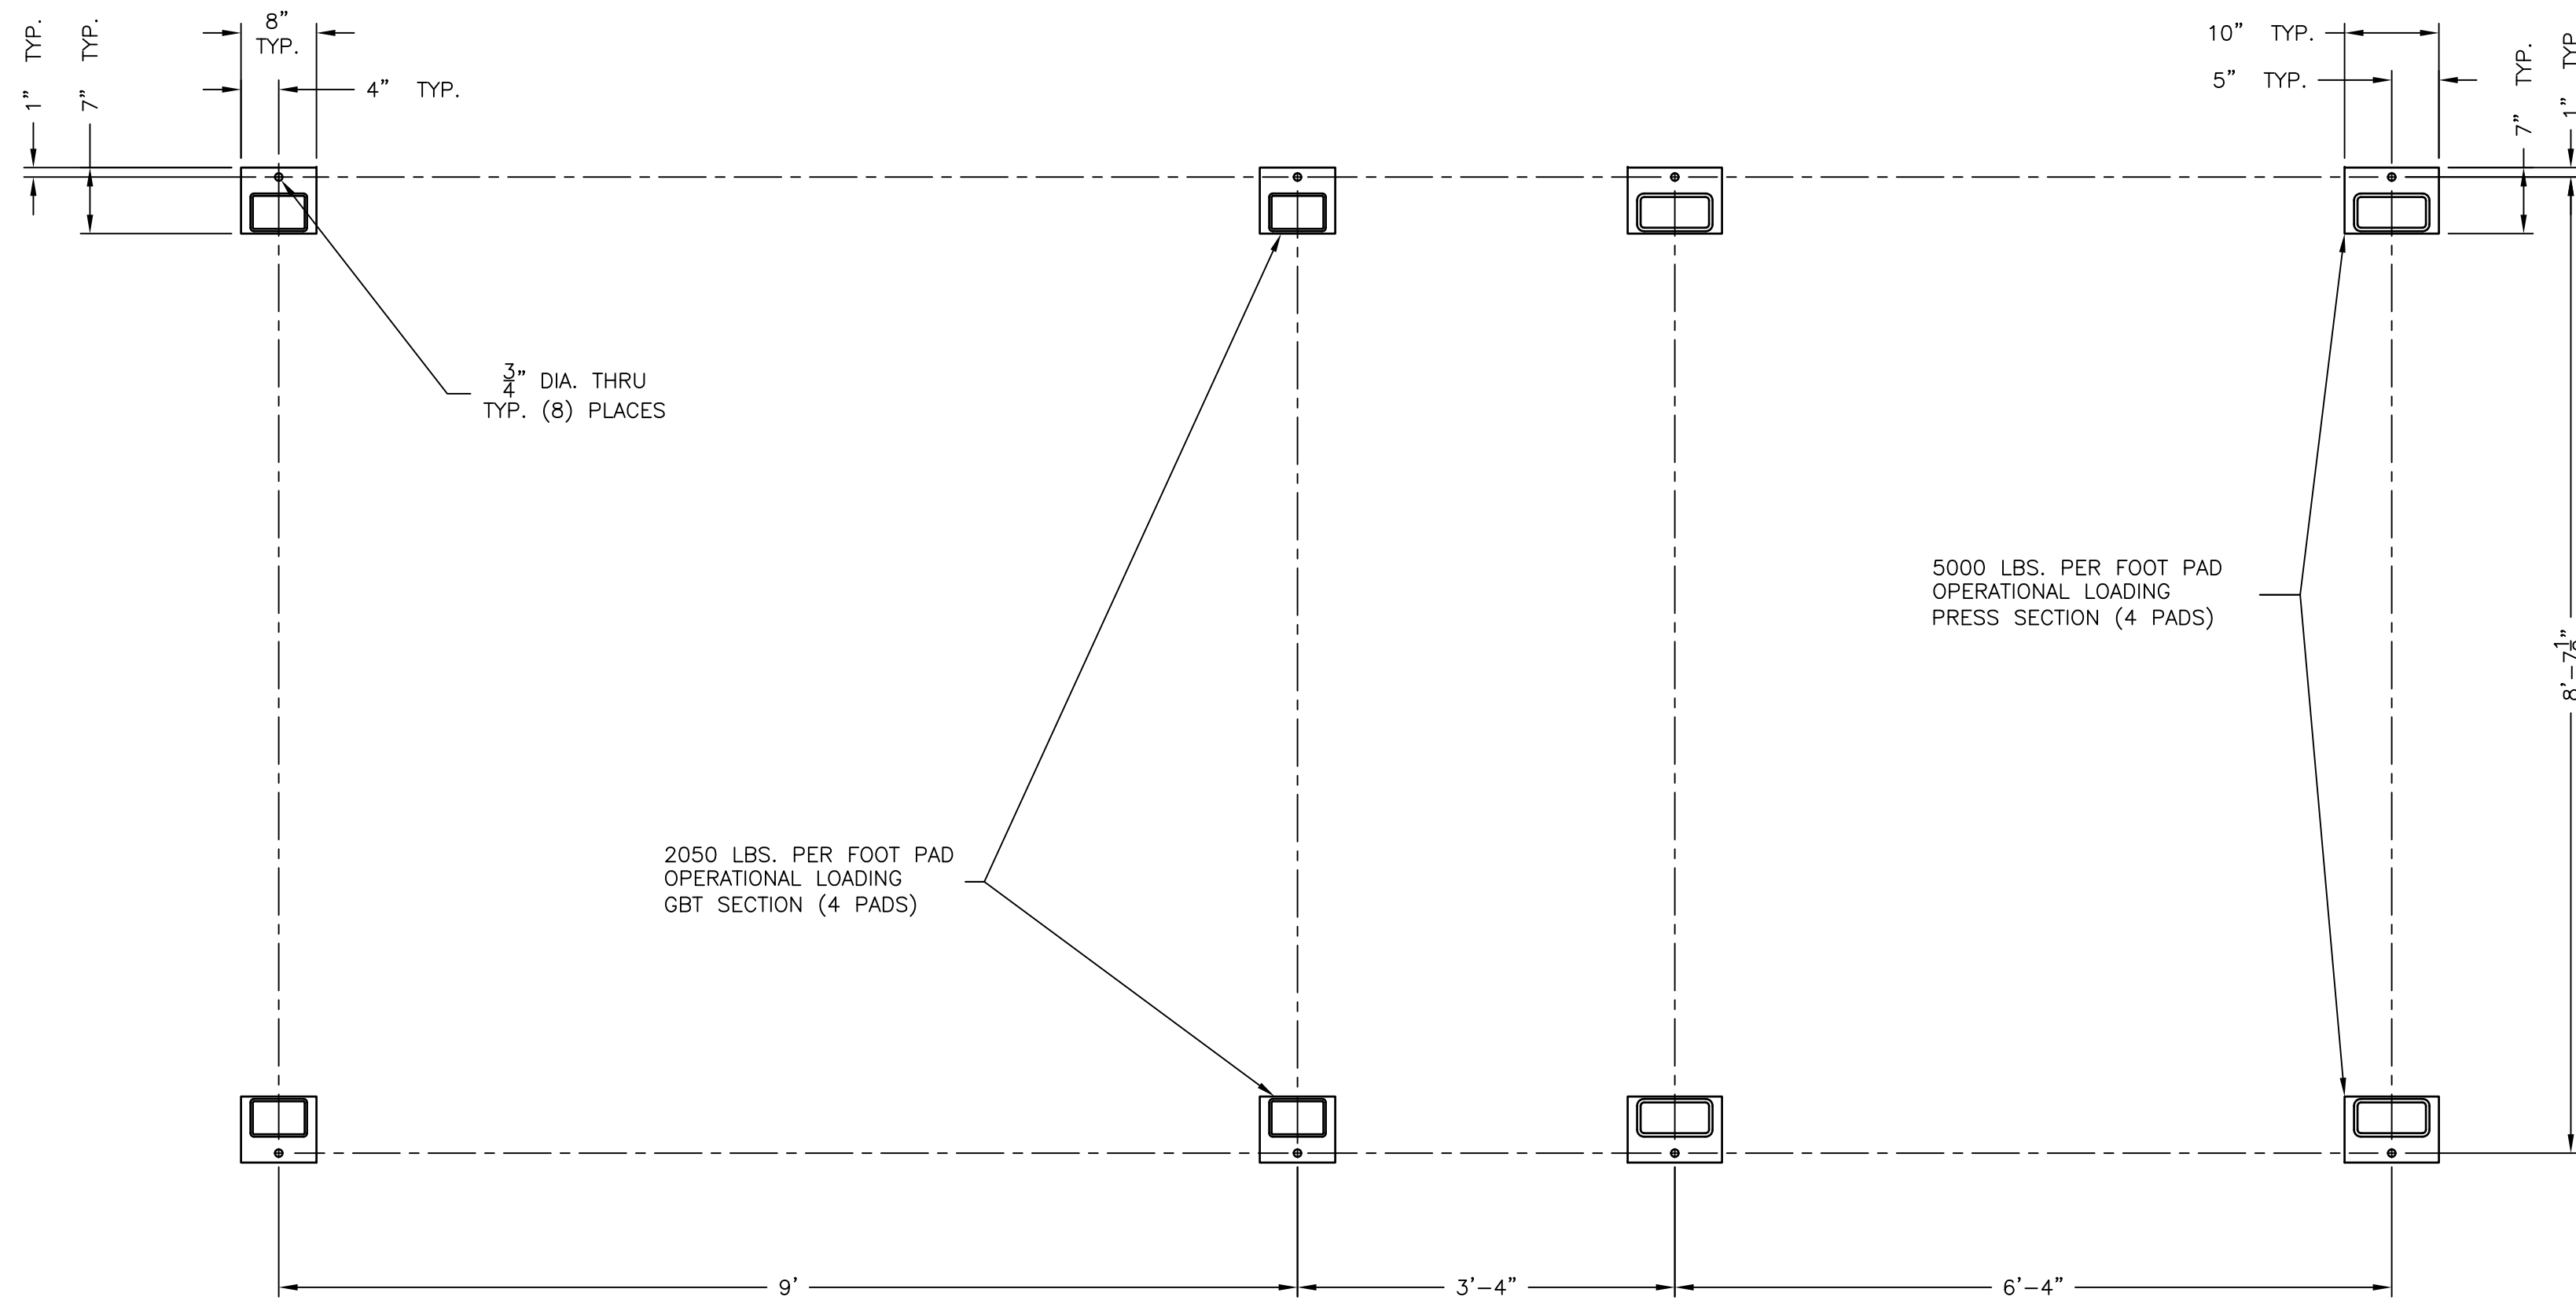 1" TYP.
7" TYP.
8"
TYP.
4" TYP.
10" TYP.
5" TYP.
7" TYP.
1" TYP
3/4" DIA. THRU
TYP. (8) PLACES
5000 LBS. PER FOOT PAD
OPERATIONAL LOADING
PRESS SECTION (4 PADS)
2050 LBS. PER FOOT PAD
OPERATIONAL LOADING
GBT SECTION (4 PADS)
9'
3'-4"
6'-4"